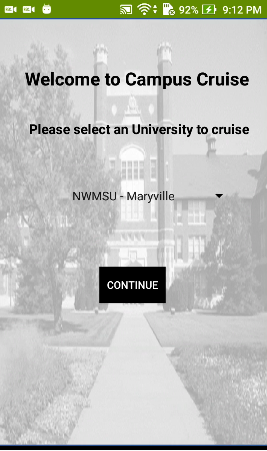 92% 9:12 PM
Welcome to Campus Cruise
Please select an University to cruise
NWMSU - Maryville
CONTINUE